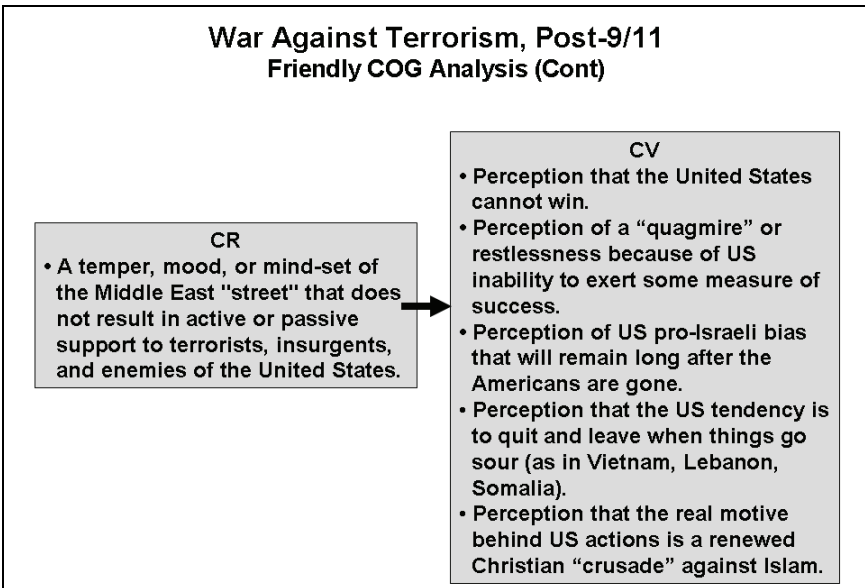 War Against Terrorism, Post-9/11
Friendly COG Analysis (Cont)
CR
• A temper, mood, or mind-set of
the Middle East "street" that does
not result in active or passive
support to terrorists, insurgents,
and enemies of the United States.
CV
• Perception that the United States
cannot win.
• Perception of a “quagmire” or
restlessness because of US
inability to exert some measure of
success.
• Perception of US pro-Israeli bias
that will remain long after the
Americans are gone.
• Perception that the US tendency is
to quit and leave when things go
sour (as in Vietnam, Lebanon,
Somalia).
• Perception that the real motive
behind US actions is a renewed
Christian “crusade” against Islam.